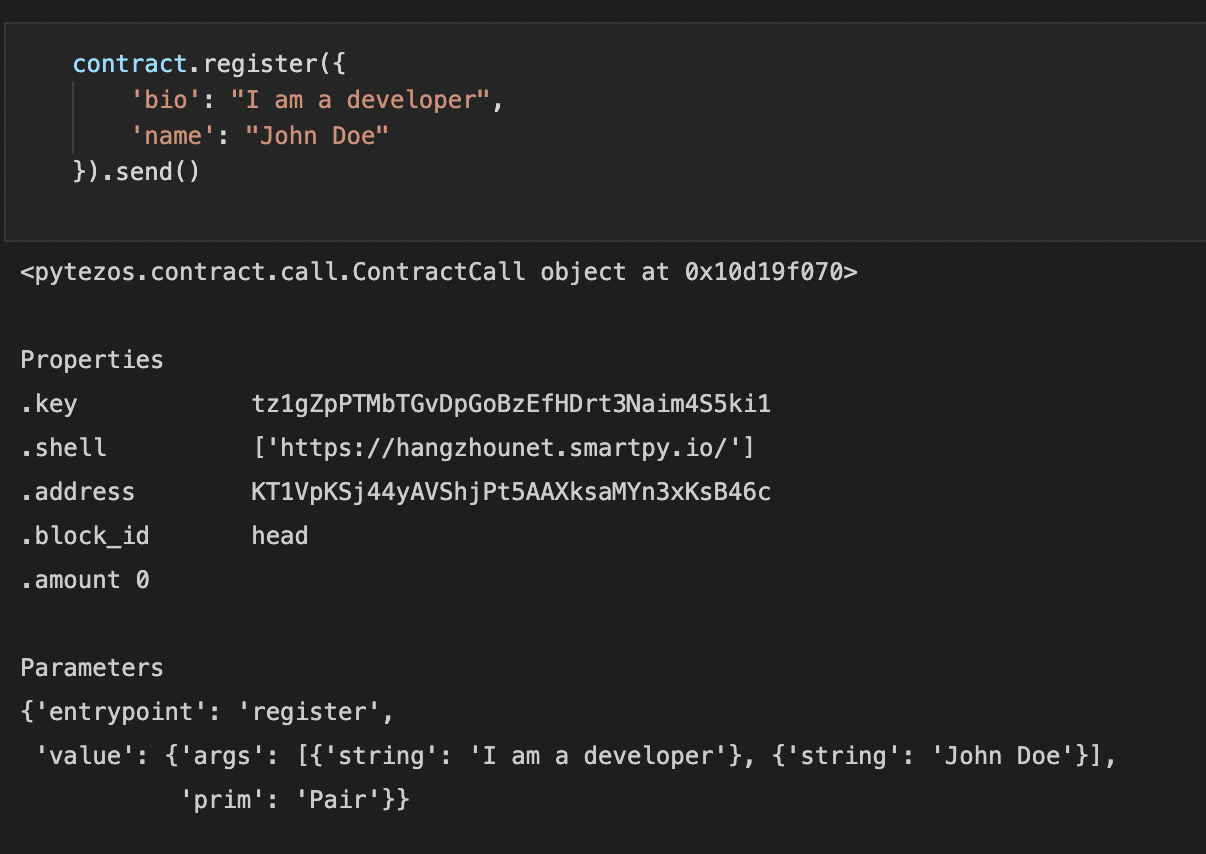 contract.register({
    'bio': "I am a developer",
    'name': "John Doe"
}).send()
<pytezos.contract.call.ContractCall object at 0x10d19f070>
Properties
.key            tz1gZpPTMbTGvDpGoBzEfHDrt3Naim4S5ki1
.shell          ['https://hangzhounet.smartpy.io/']
.address        KT1VpKSj44yAVShjPt5AAXksaMYn3xKsB46c
.block_id       head
.amount 0
Parameters
{'entrypoint': 'register',
 'value': {'args': [{'string': 'I am a developer'}, {'string': 'John Doe'}],
           'prim': 'Pair'}}